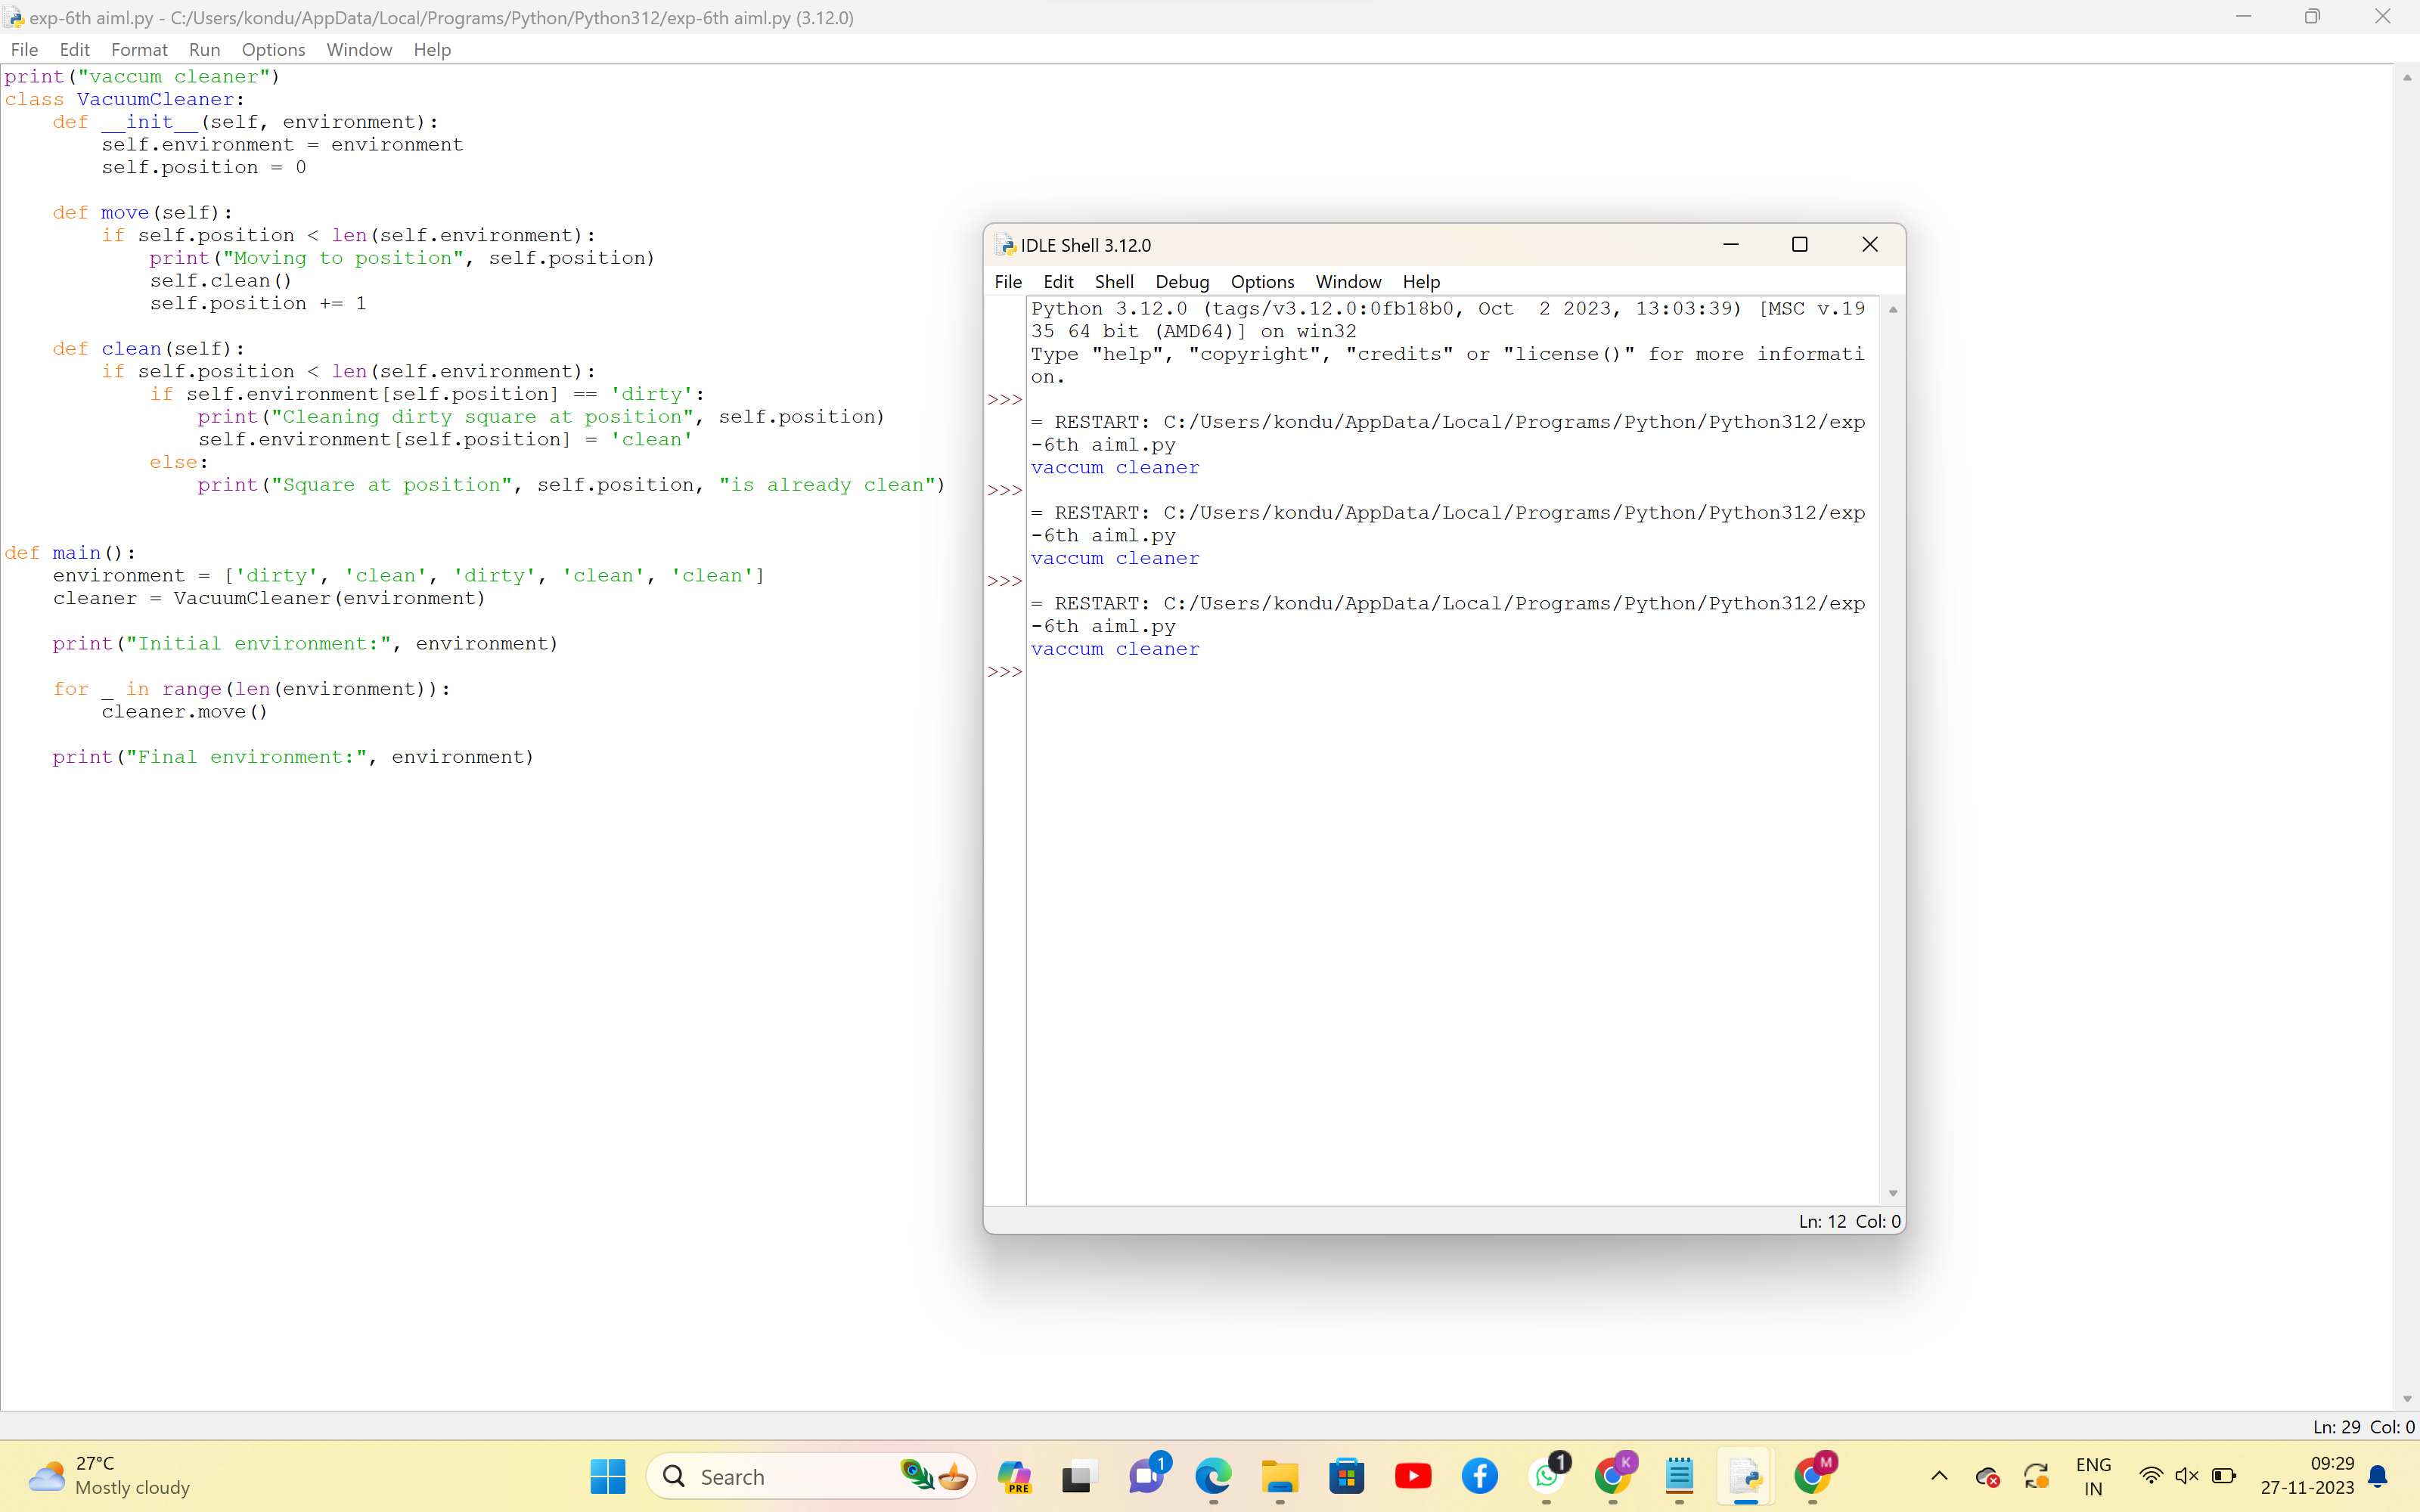 exp-6th aiml.py - C:/Users/kondu/AppData/Local/Programs/Python/Python312/exp-6th aiml.py (3.12.0)
File Edit Format Run Options Window Help
print("vaccum cleaner")
class VacuumCleaner:
    def __init__(self, environment):
        self.environment = environment
        self.position = 0

    def move(self):
        if self.position < len(self.environment):
            print("Moving to position", self.position)
            self.clean()
            self.position += 1

    def clean(self):
        if self.position < len(self.environment):
            if self.environment[self.position] == 'dirty':
                print("Cleaning dirty square at position", self.position)
                self.environment[self.position] = 'clean'
            else:
                print("Square at position", self.position, "is already clean")


def main():
    environment = ['dirty', 'clean', 'dirty', 'clean', 'clean']
    cleaner = VacuumCleaner(environment)

    print("Initial environment:", environment)

    for _ in range(len(environment)):
        cleaner.move()

    print("Final environment:", environment)
IDLE Shell 3.12.0
File Edit Shell Debug Options Window Help
Python 3.12.0 (tags/v3.12.0:0fb18b0, Oct  2 2023, 13:03:39) [MSC v.19
35 64 bit (AMD64)] on win32
Type "help", "copyright", "credits" or "license()" for more informati
on.
>>>
= RESTART: C:/Users/kondu/AppData/Local/Programs/Python/Python312/exp
-6th aiml.py
vaccum cleaner
>>>
= RESTART: C:/Users/kondu/AppData/Local/Programs/Python/Python312/exp
-6th aiml.py
vaccum cleaner
>>>
= RESTART: C:/Users/kondu/AppData/Local/Programs/Python/Python312/exp
-6th aiml.py
vaccum cleaner
>>>
Ln: 12 Col: 0
Ln: 29 Col: 0
27°C
Mostly cloudy
Search
PRE
1
1
K
M
ENG
IN
09:29
27-11-2023